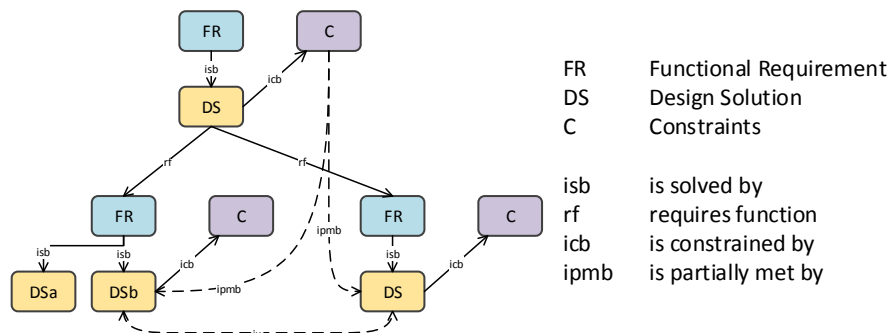 FR
C
isb
icb
DS
rf
rf
FR
C
FR
C
isb
isb
icb
ipmb
isb
icb
DSa
DSb
ipmb
DS
FR Functional Requirement
DS Design Solution
C Constraints
isb is solved by
rf requires function
icb is constrained by
ipmb is partially met by